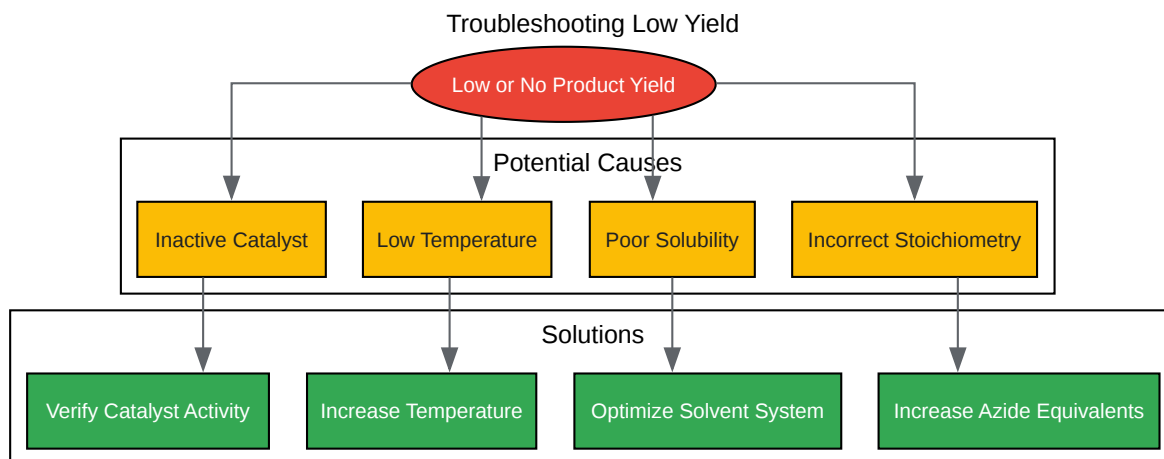 Troubleshooting Low Yield
Low or No Product Yield
Potential Causes
Inactive Catalyst
Low Temperature
Poor Solubility
Incorrect Stoichiometry
Solutions
Verify Catalyst Activity
Increase Temperature
Optimize Solvent System
Increase Azide Equivalents